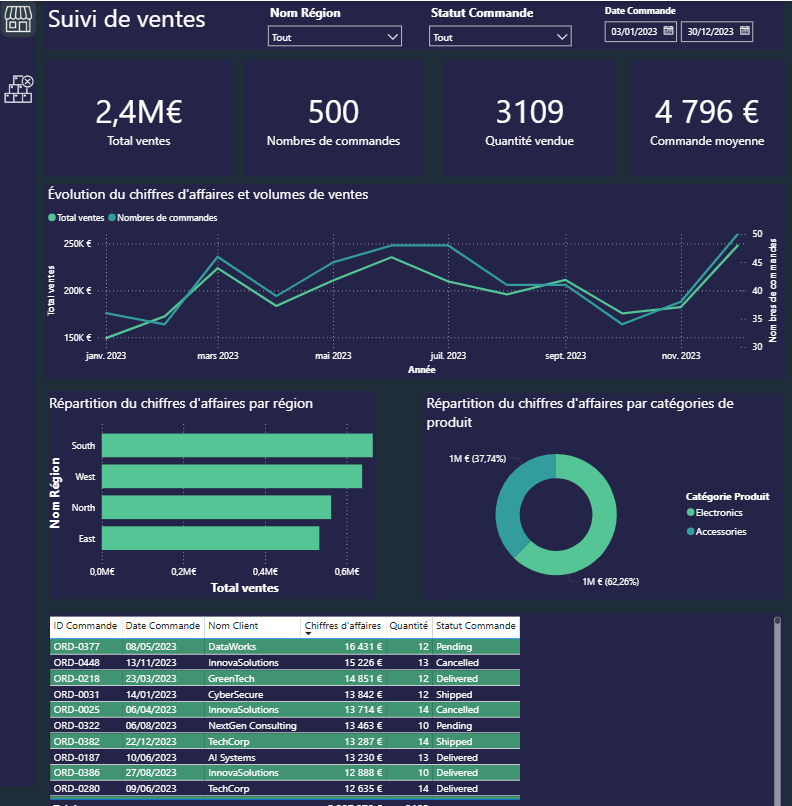 Suivi de ventes
Nom Région
Tout
Statut Commande
Tout
Date Commande
03/01/2023 30/12/2023
2,4M€
Total ventes
500
Nombres de commandes
3109
Quantité vendue
4 796 €
Commande moyenne
Évolution du chiffres d'affaires et volumes de ventes
Total ventes Nombres de commandes
Total ventes
250K €
200K €
150K €
50
45
40
35
30
Nombres de commandes
janv. 2023 mars 2023 mai 2023 juil. 2023 sept. 2023 nov. 2023
Année
Répartition du chiffres d'affaires par région
Nom Région
South
West
North
East
0,0M€ 0,2M€ 0,4M€ 0,6M€
Total ventes
Répartition du chiffres d'affaires par catégories de
produit
1M € (37,74%)
1M € (62,26%)
Catégorie Produit
Electronics
Accessories
ID Commande Date Commande Nom Client Chiffres d'affaires Quantité Statut Commande
ORD-0377 08/05/2023 DataWorks 16 431 € 12 Pending
ORD-0448 13/11/2023 InnovaSolutions 15 226 € 13 Cancelled
ORD-0218 23/03/2023 GreenTech 14 851 € 12 Delivered
ORD-0031 14/01/2023 CyberSecure 13 842 € 12 Shipped
ORD-0025 06/04/2023 InnovaSolutions 13 714 € 14 Cancelled
ORD-0322 06/08/2023 NextGen Consulting 13 463 € 10 Pending
ORD-0382 22/12/2023 TechCorp 13 287 € 14 Shipped
ORD-0187 10/06/2023 AI Systems 13 230 € 13 Delivered
ORD-0386 27/08/2023 InnovaSolutions 12 888 € 10 Delivered
ORD-0280 09/06/2023 TechCorp 12 635 € 14 Delivered